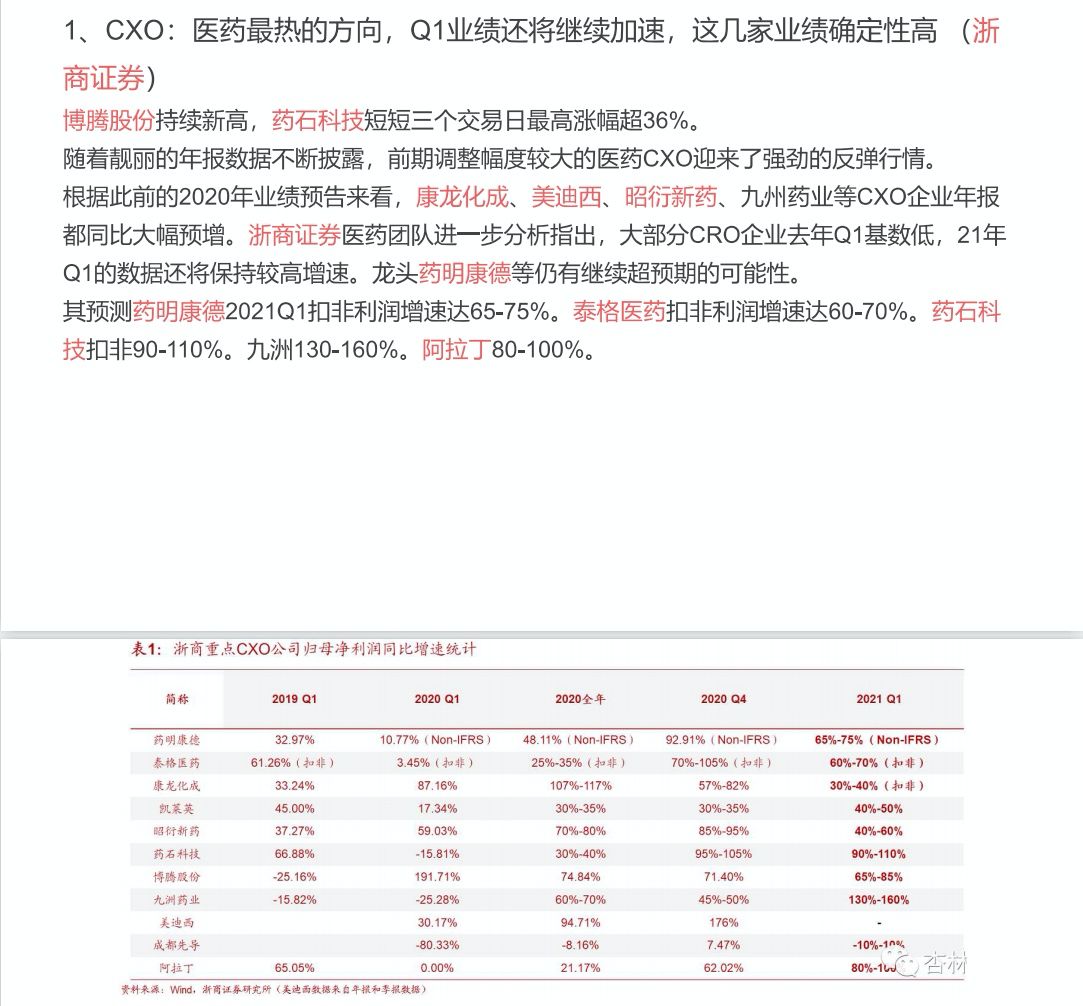 1、CXO：医药最热的方向，Q1业绩还将继续加速，这几家业绩确定性高 （浙
商证券）
博腾股份持续新高，药石科技短短三个交易日最高涨幅超36%。
随着靓丽的年报数据不断披露，前期调整幅度较大的医药CXO迎来了强劲的反弹行情。
根据此前的2020年业绩预告来看，康龙化成、美迪西、昭衍新药、九州药业等CXO企业年报
都同比大幅预增。浙商证券医药团队进一步分析指出，大部分CRO企业去年Q1基数低，21年
Q1的数据还将保持较高增速。龙头药明康德等仍有继续超预期的可能性。
其预测药明康德2021Q1扣非利润增速达65-75%。泰格医药扣非利润增速达60-70%。药石科
技扣非90-110%。九洲130-160%。阿拉丁80-100%。
表1：浙商重点CXO公司归母净利润同比增速统计
简称 2019 Q1 2020 Q1 2020全年 2020 Q4 2021 Q1
药明康德 32.97% 10.77%（Non-IFRS） 48.11%（Non-IFRS） 92.91%（Non-IFRS） 65%-75%（Non-IFRS）
泰格医药 61.26%（扣非） 3.45%（扣非） 25%-35%（扣非） 70%-105%（扣非） 60%-70%（扣非）
康龙化成 33.24% 87.16% 107%-117% 57%-82% 30%-40%（扣非）
凯莱英 45.00% 17.34% 30%-35% 30%-35% 40%-50%
昭衍新药 37.27% 59.03% 70%-80% 85%-95% 40%-60%
药石科技 66.88% -15.81% 30%-40% 95%-105% 90%-110%
博腾股份 -25.16% 191.71% 74.84% 71.40% 65%-85%
九洲药业 -15.82% -25.28% 60%-70% 45%-50% 130%-160%
美迪西 30.17% 94.71% 176% -
成都先导 -80.33% -8.16% 7.47% -10%-10%
阿拉丁 65.05% 0.00% 21.17% 62.02% 80%-100%
杏林
资料来源：Wind，浙商证券研究所（美迪西数据来自年报和季报数据）